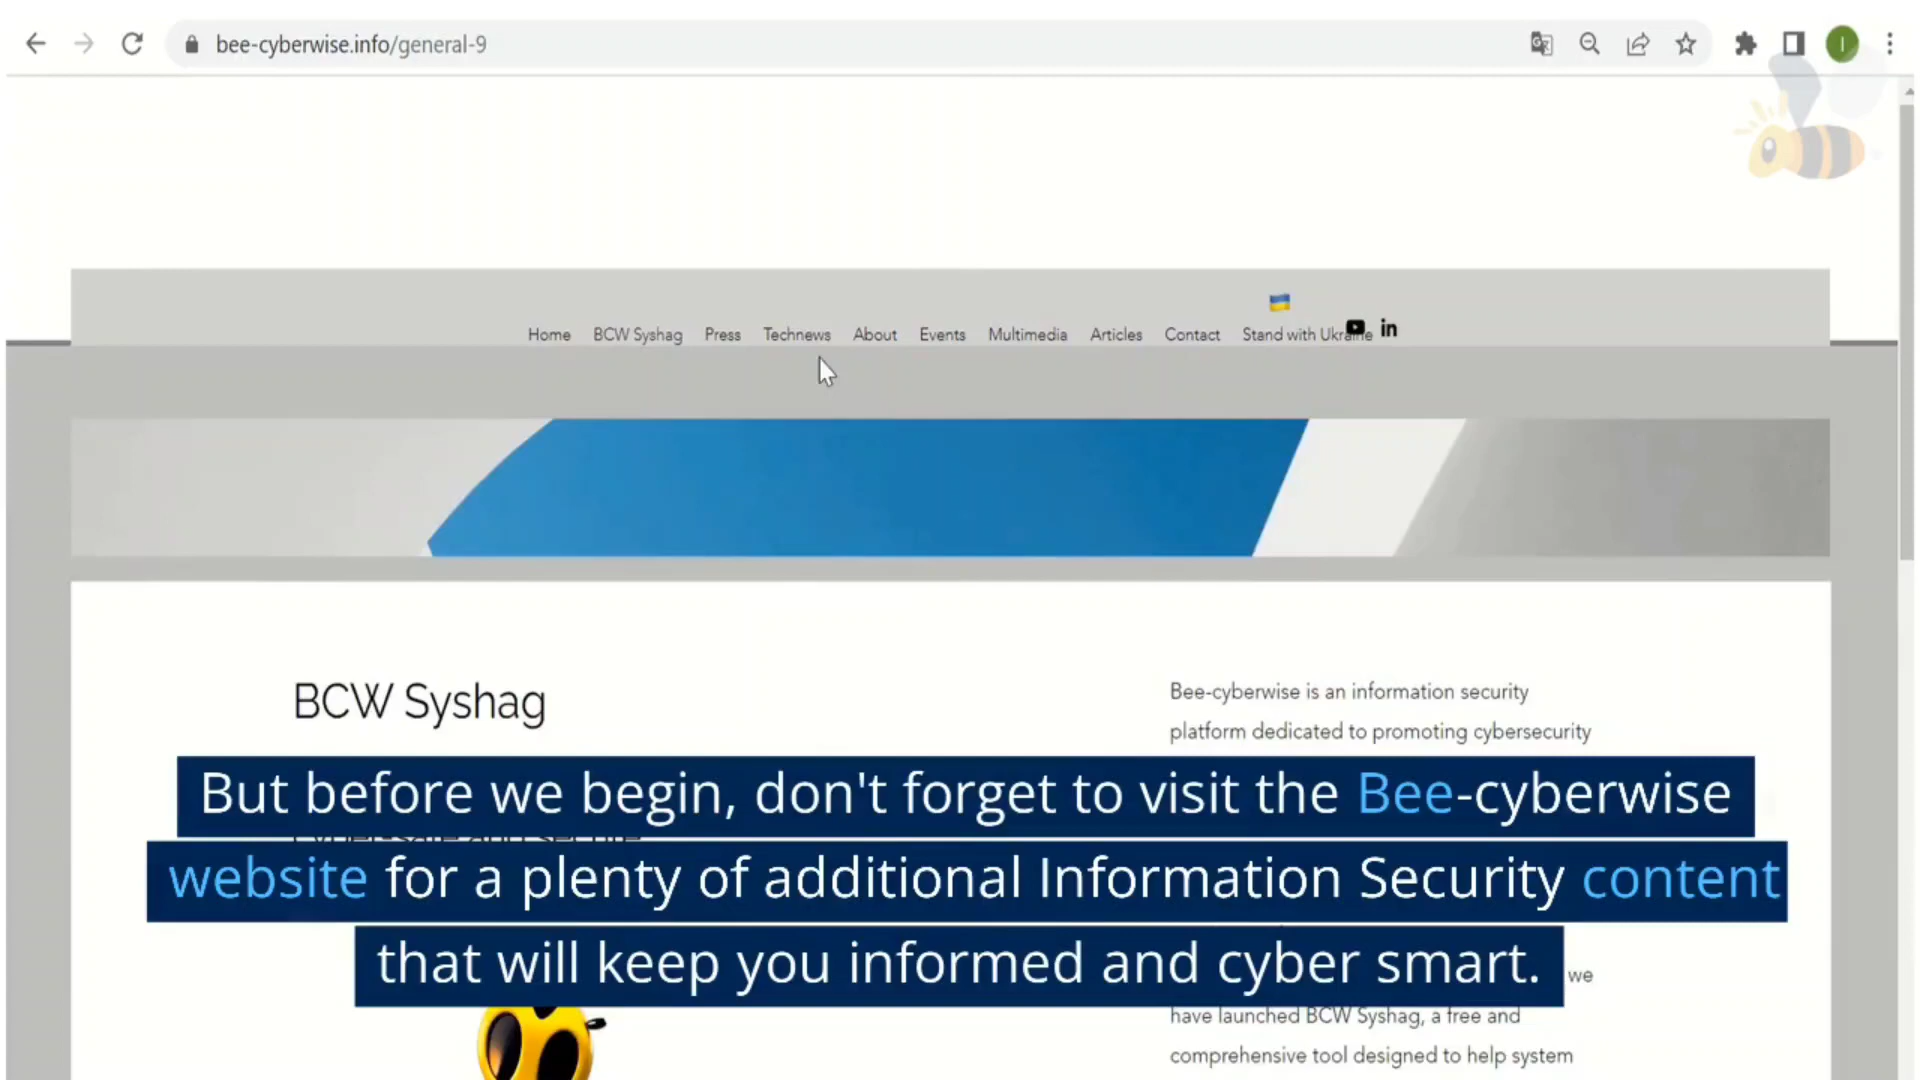 bee-cyberwise.info/general-9
I
Home BCW Syshag Press Technews About Events Multimedia Articles Contact Stand with Ukraine in
BCW Syshag
Bee-cyberwise is an information security
platform dedicated to promoting cybersecurity
But before we begin, don't forget to visit the Bee-cyberwise
website for a plenty of additional Information Security content
that will keep you informed and cyber smart.
we
have launched BCW Syshag, a free and
comprehensive tool designed to help system